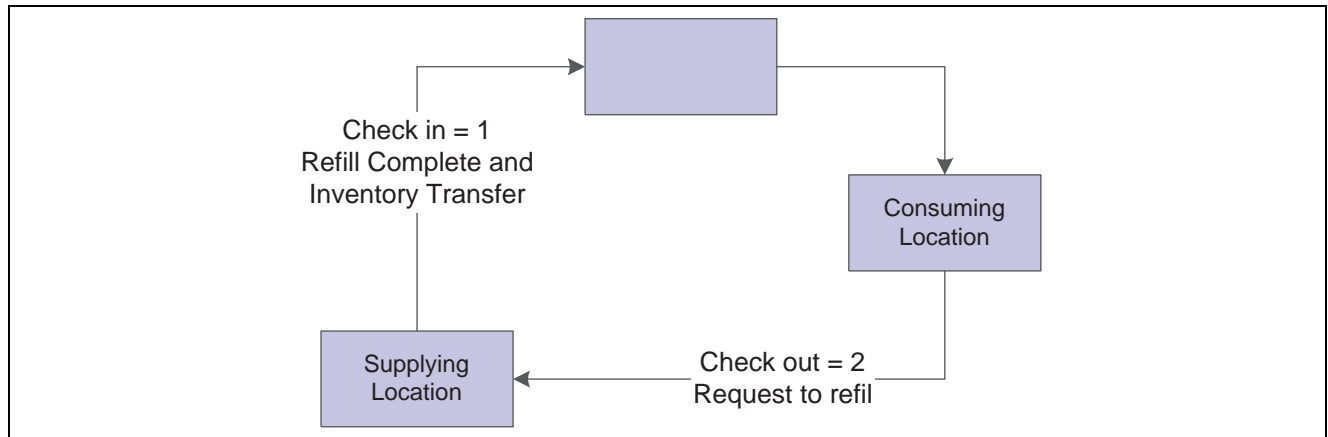 Check in = 1
Refill Complete and
Inventory Transfer
Consuming
Location
Supplying
Location
Check out = 2
Request to refil